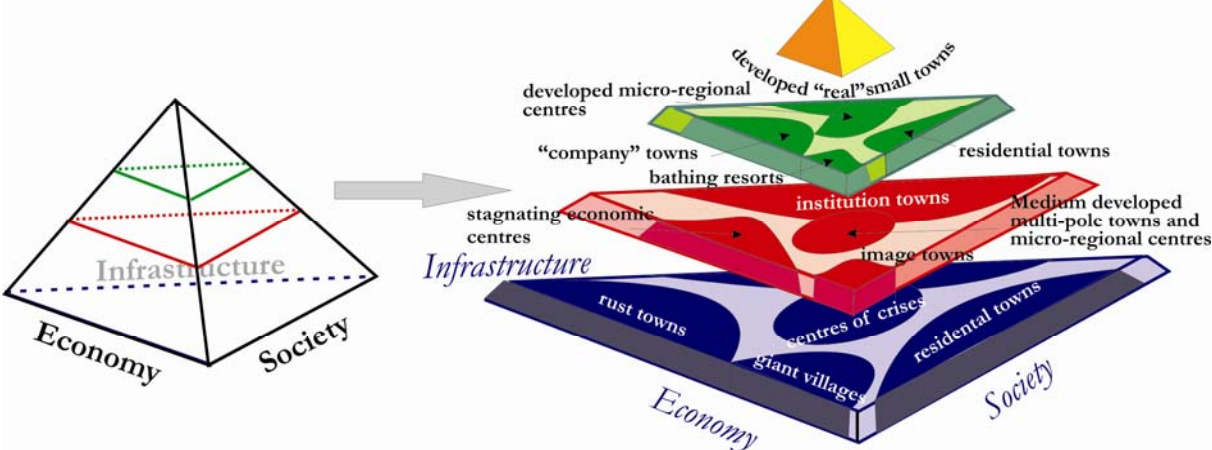 Infrastructure
Economy
Society
developed “real”small towns
developed micro-regional
centres
“company” towns
bathing resorts
residential towns
institution towns
stagnating economic
centres
Medium developed
multi-pole towns and
micro-regional centres
image towns
Infrastructure
rust towns
centres of crises
residental towns
giant villages
Economy
Society